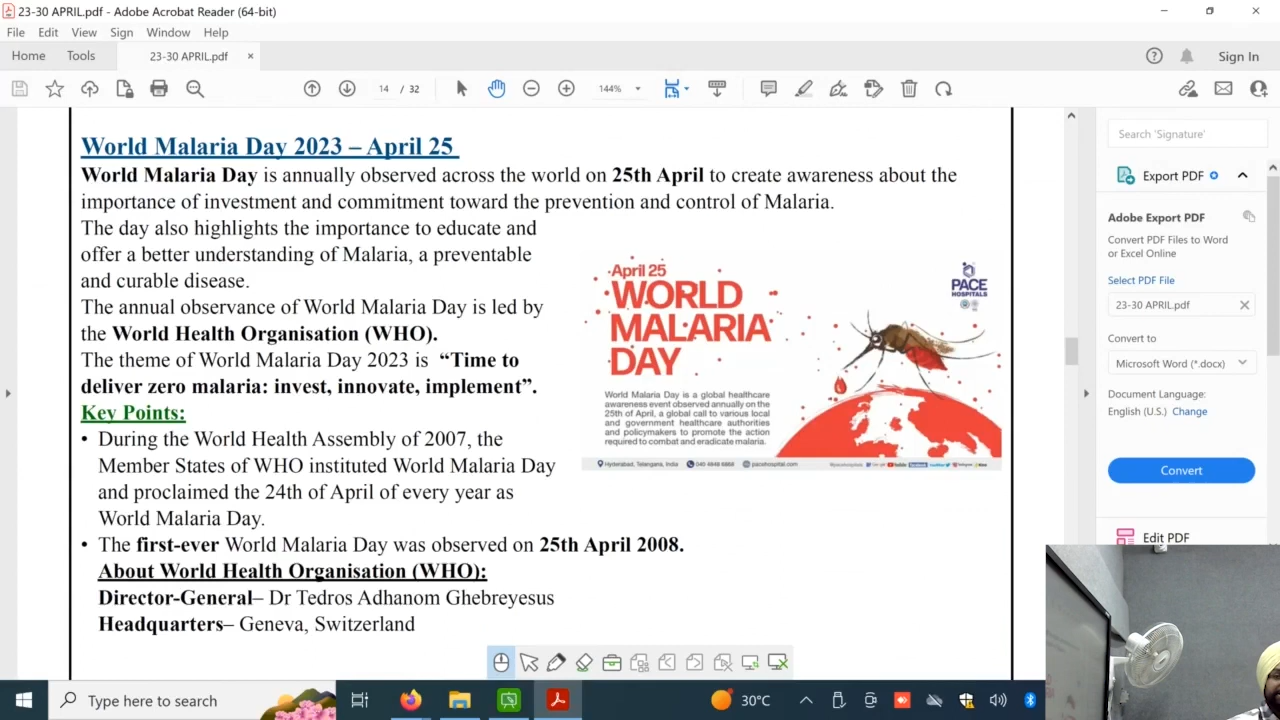 23-30 APRIL.pdf - Adobe Acrobat Reader (64-bit)
File Edit View Sign Window Help
Home Tools 23-30 APRIL.pdf × Sign In
14 / 32 144%
World Malaria Day 2023 – April 25
World Malaria Day is annually observed across the world on 25th April to create awareness about the
importance of investment and commitment toward the prevention and control of Malaria.
The day also highlights the importance to educate and
offer a better understanding of Malaria, a preventable
and curable disease.
The annual observance of World Malaria Day is led by
the World Health Organisation (WHO).
The theme of World Malaria Day 2023 is “Time to
deliver zero malaria: invest, innovate, implement”.
Key Points:
• During the World Health Assembly of 2007, the
Member States of WHO instituted World Malaria Day
and proclaimed the 24th of April of every year as
World Malaria Day.
• The first-ever World Malaria Day was observed on 25th April 2008.
About World Health Organisation (WHO):
Director-General– Dr Tedros Adhanom Ghebreyesus
Headquarters– Geneva, Switzerland
April 25
WORLD
MALARIA
DAY
World Malaria Day is a global healthcare
awareness event observed annually on the
25th of April, a global call to various local
and government healthcare authorities
and policymakers to promote the action
required to combat and eradicate malaria.
PACE
HOSPITALS
Hyderabad, Telangana, India 040 4848 6868 pacehospital.com
Search 'Signature'
Export PDF
Adobe Export PDF
Convert PDF Files to Word
or Excel Online
Select PDF File
23-30 APRIL.pdf
Convert to
Microsoft Word (*.docx)
Document Language:
English (U.S.) Change
Convert
Edit PDF
Type here to search
30°C